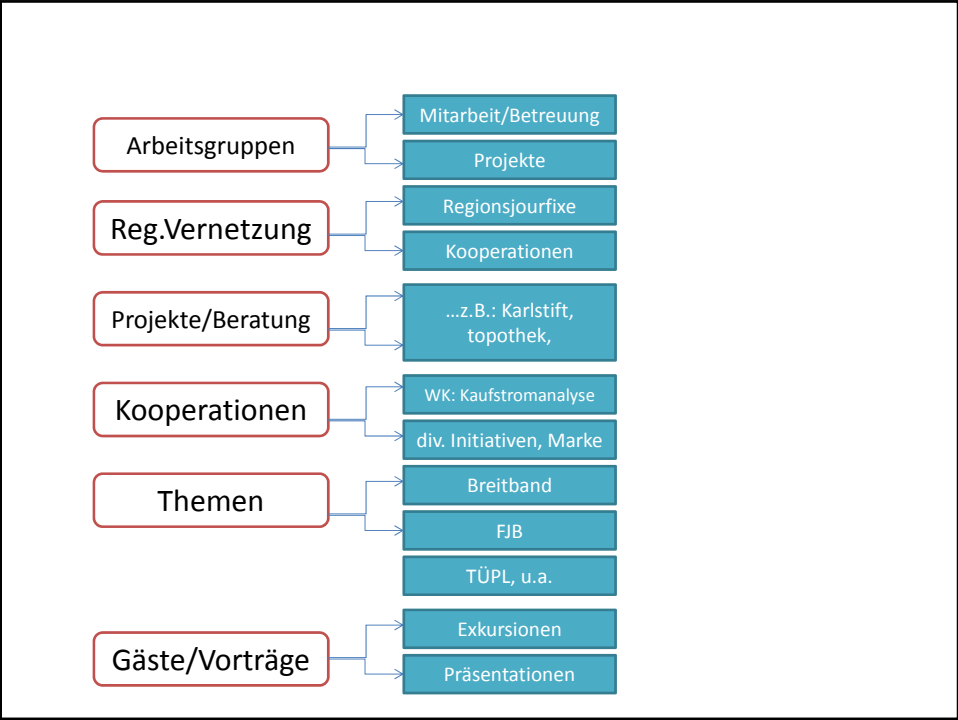 Arbeitsgruppen
Mitarbeit/Betreuung
Projekte
Reg.Vernetzung
Regionsjourfixe
Kooperationen
Projekte/Beratung
...z.B.: Karlstift,
topothek,
Kooperationen
WK: Kaufstromanalyse
div. Initiativen, Marke
Themen
Breitband
FJB
TÜPL, u.a.
Gäste/Vorträge
Exkursionen
Präsentationen